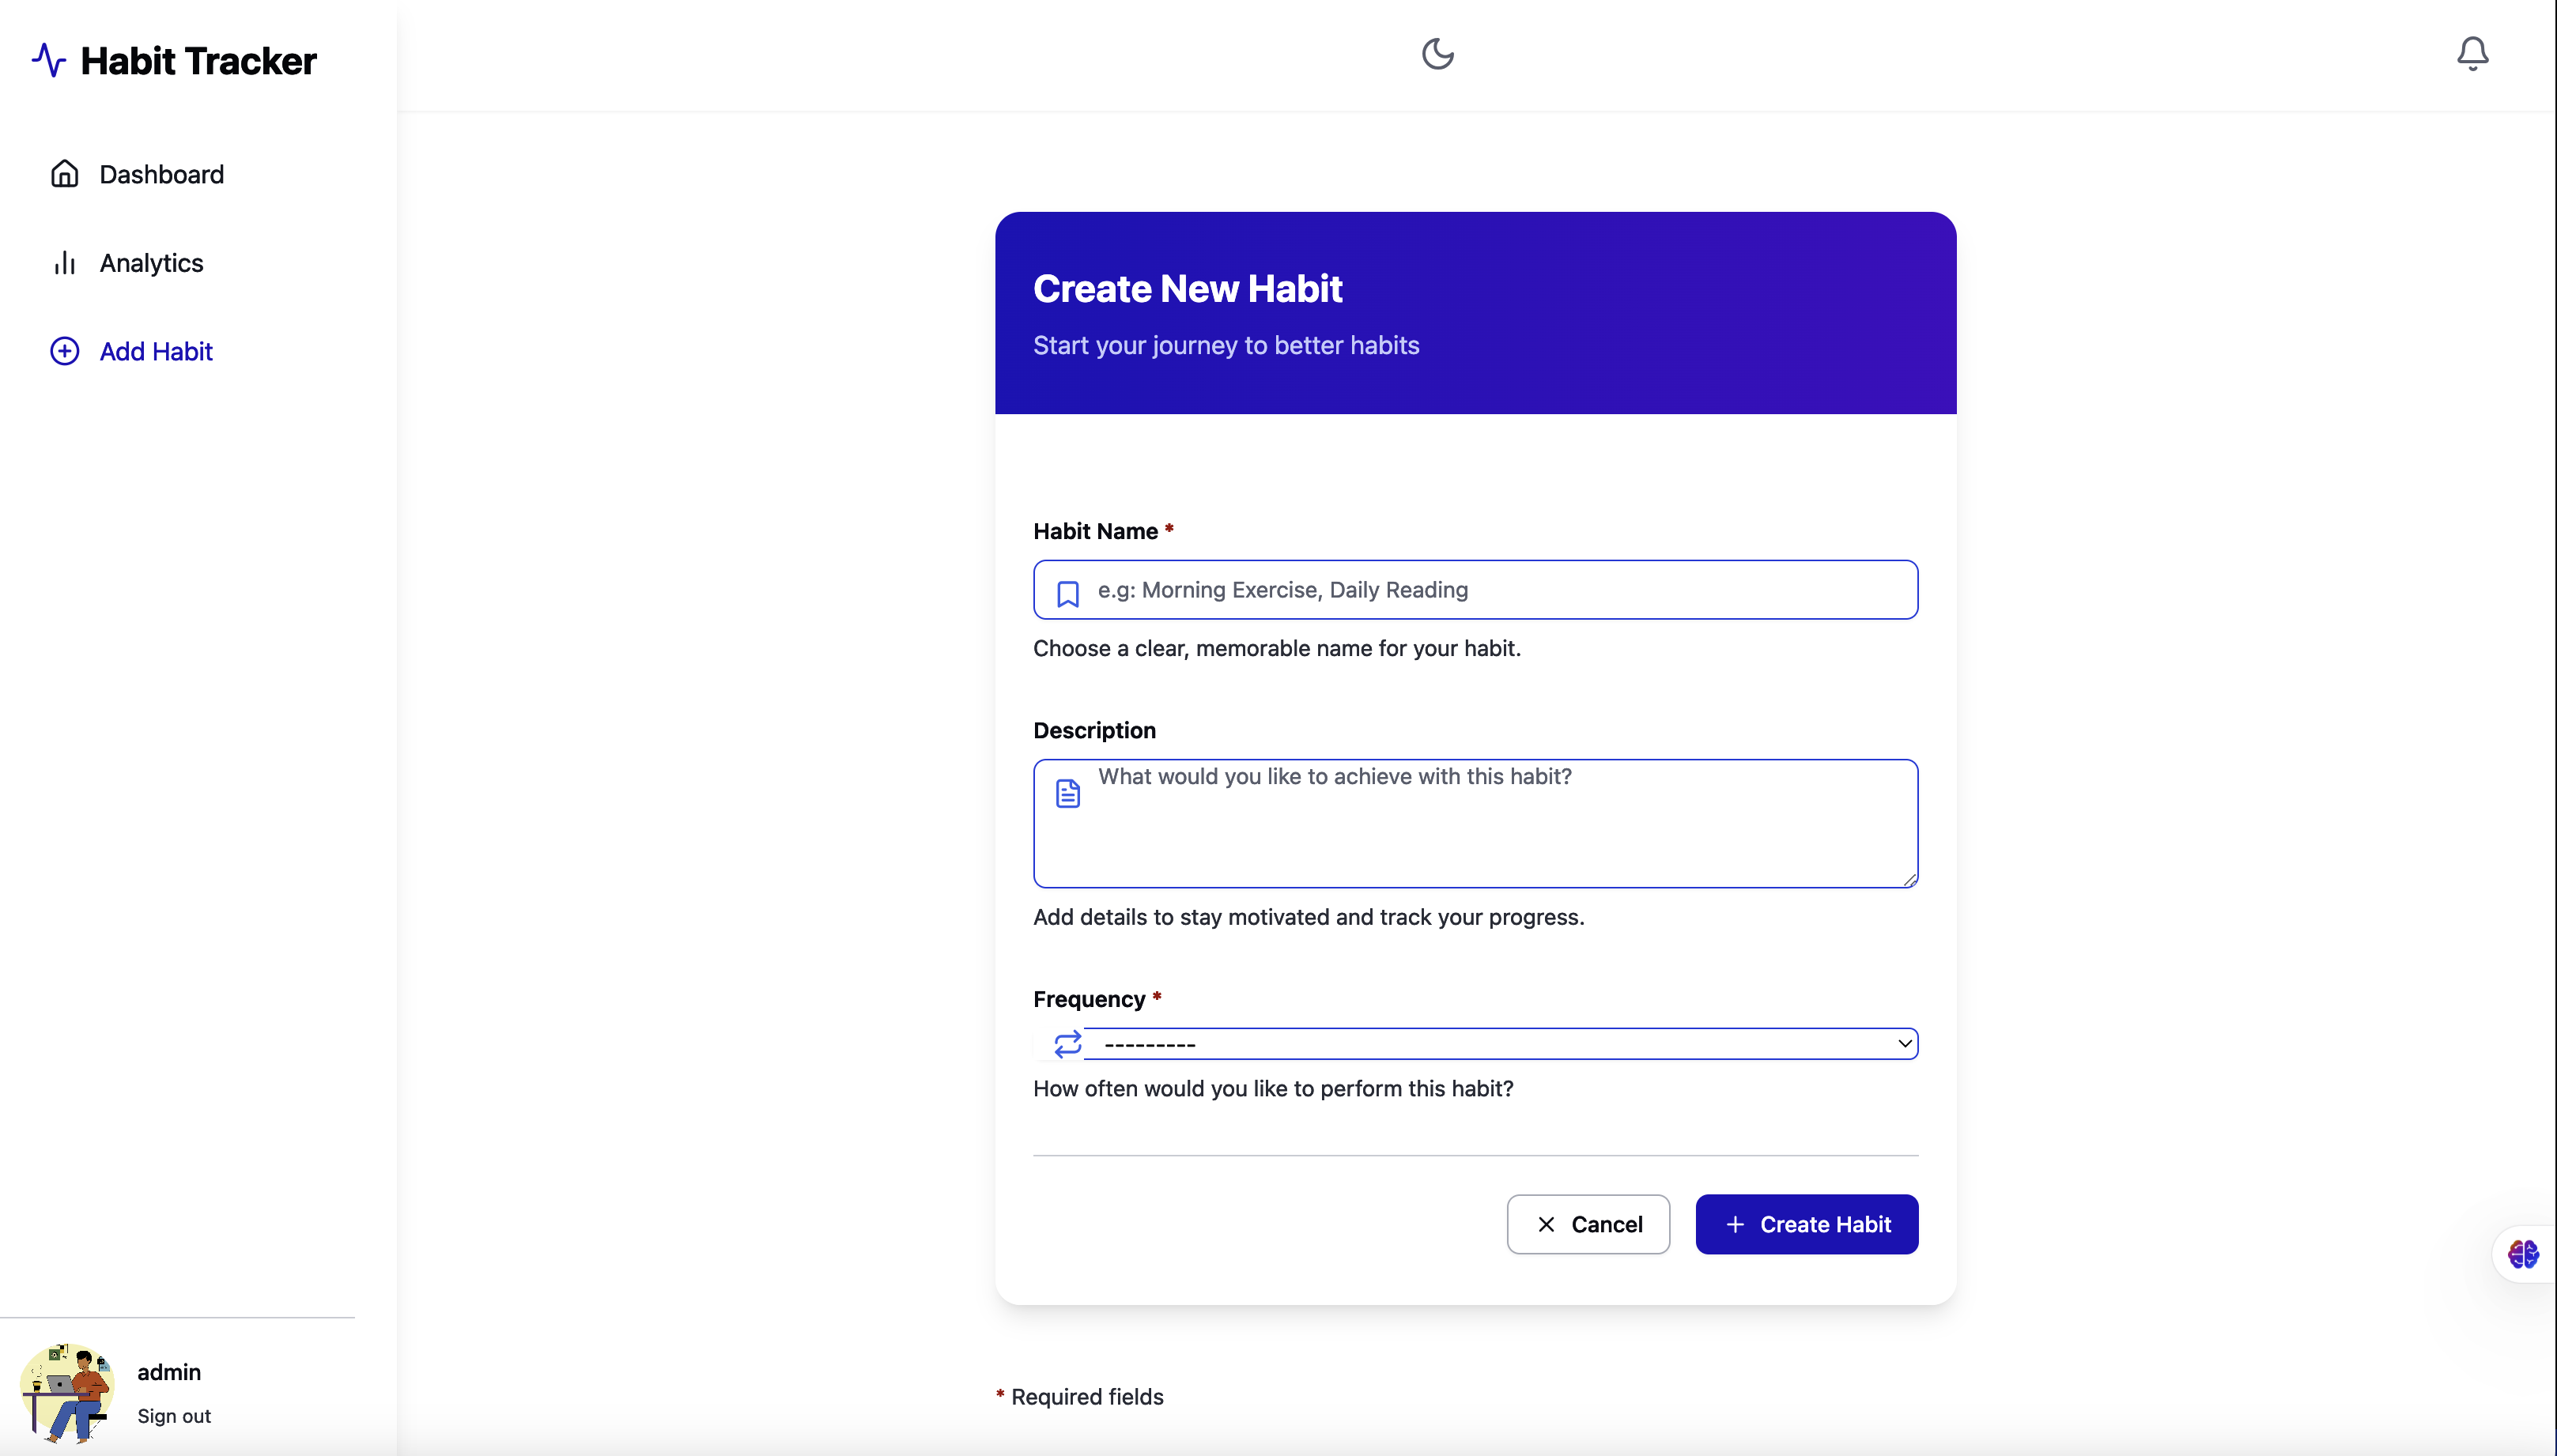 Habit Tracker
Dashboard
Analytics
Add Habit
Create New Habit
Start your journey to better habits
Habit Name *
e.g: Morning Exercise, Daily Reading
Choose a clear, memorable name for your habit.
Description
What would you like to achieve with this habit?
Add details to stay motivated and track your progress.
Frequency *
---------
How often would you like to perform this habit?
Cancel
Create Habit
* Required fields
admin
Sign out